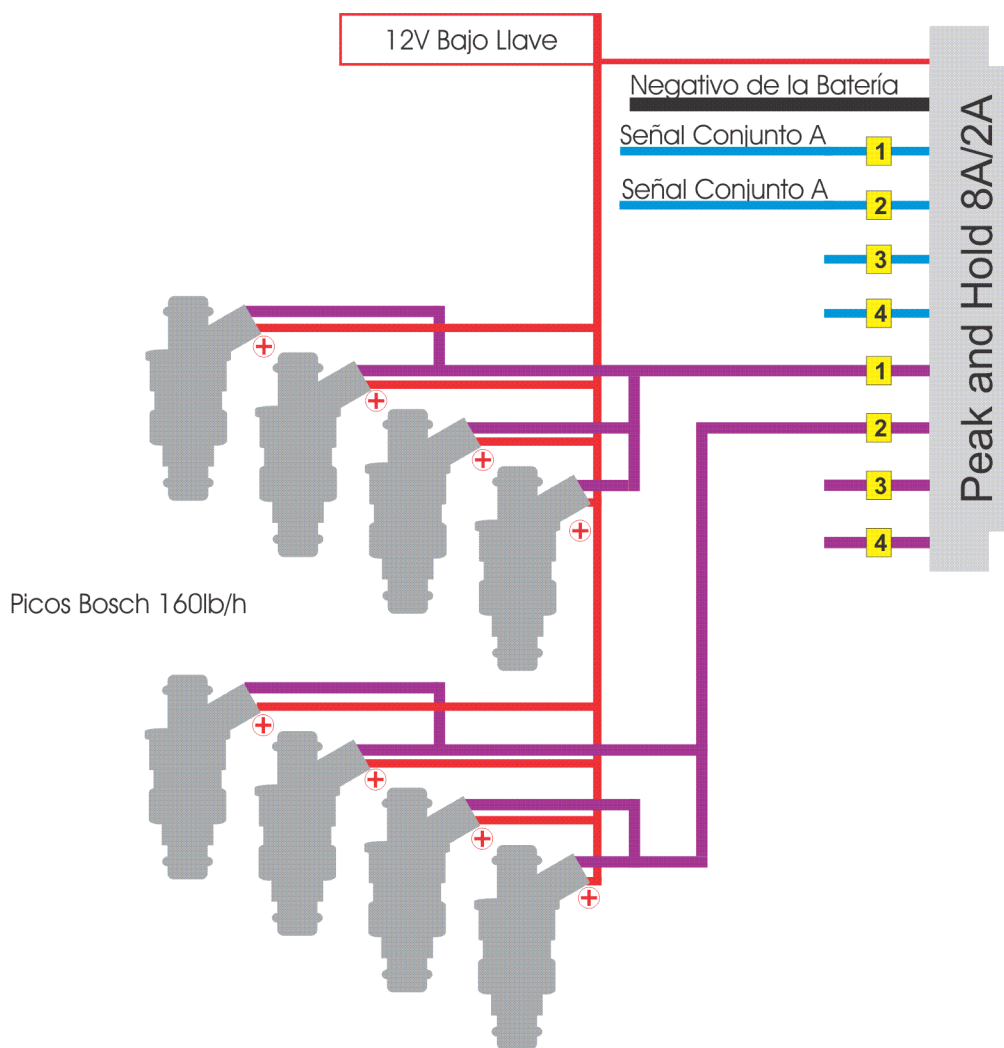 12V Bajo Llave
Negativo de la Batería
Señal Conjunto A
1
Señal Conjunto A
2
3
4
1
2
3
4
Peak and Hold 8A/2A
+
+
+
+
Picos Bosch 160lb/h
+
+
+
+